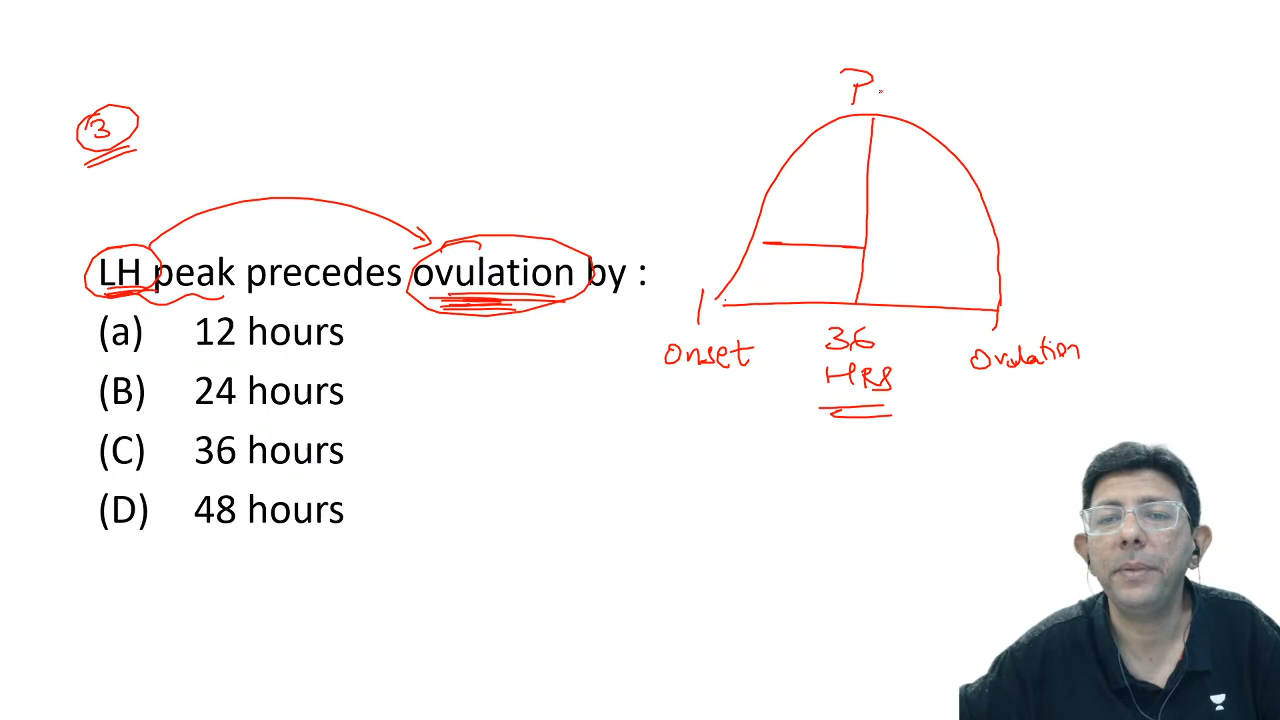 3
P
LH peak precedes ovulation by :
(a) 12 hours
(B) 24 hours
(C) 36 hours
(D) 48 hours
Onset
36
HRS
Ovulation